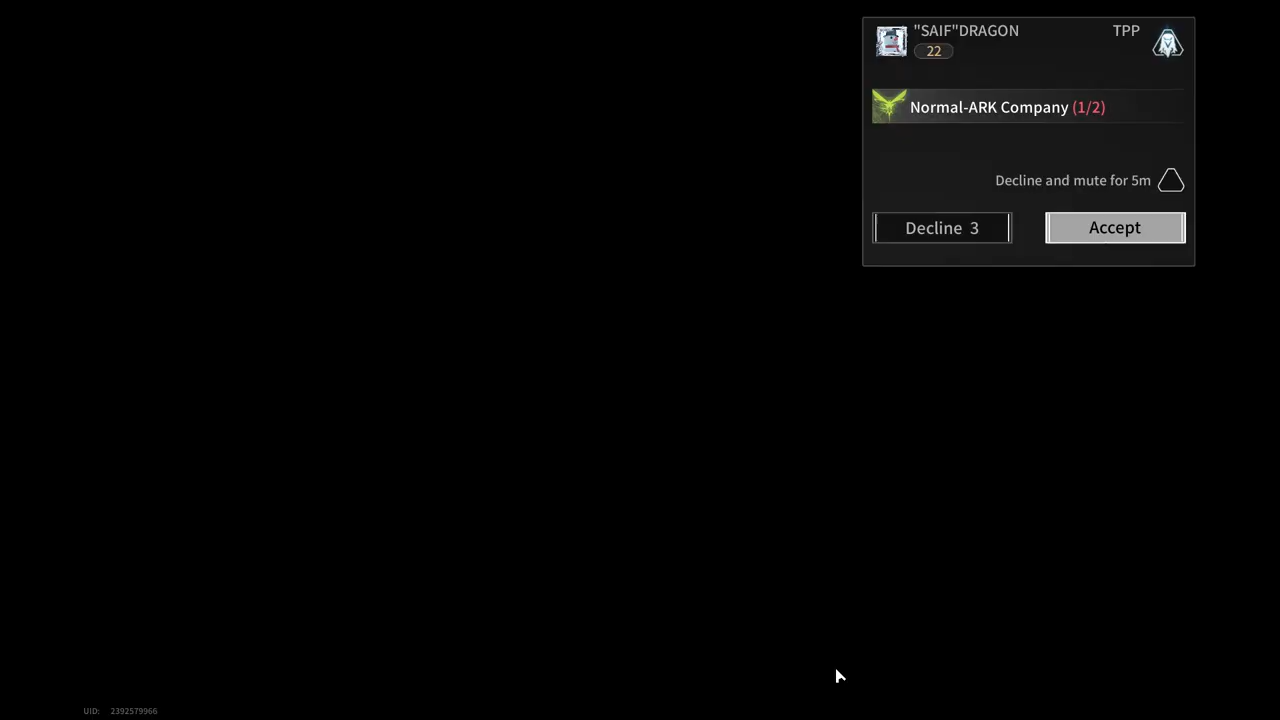 "SAIF"DRAGON TPP
22
Normal-ARK Company (1/2)
Decline and mute for 5m
Decline 3 Accept
UID: 2392579966